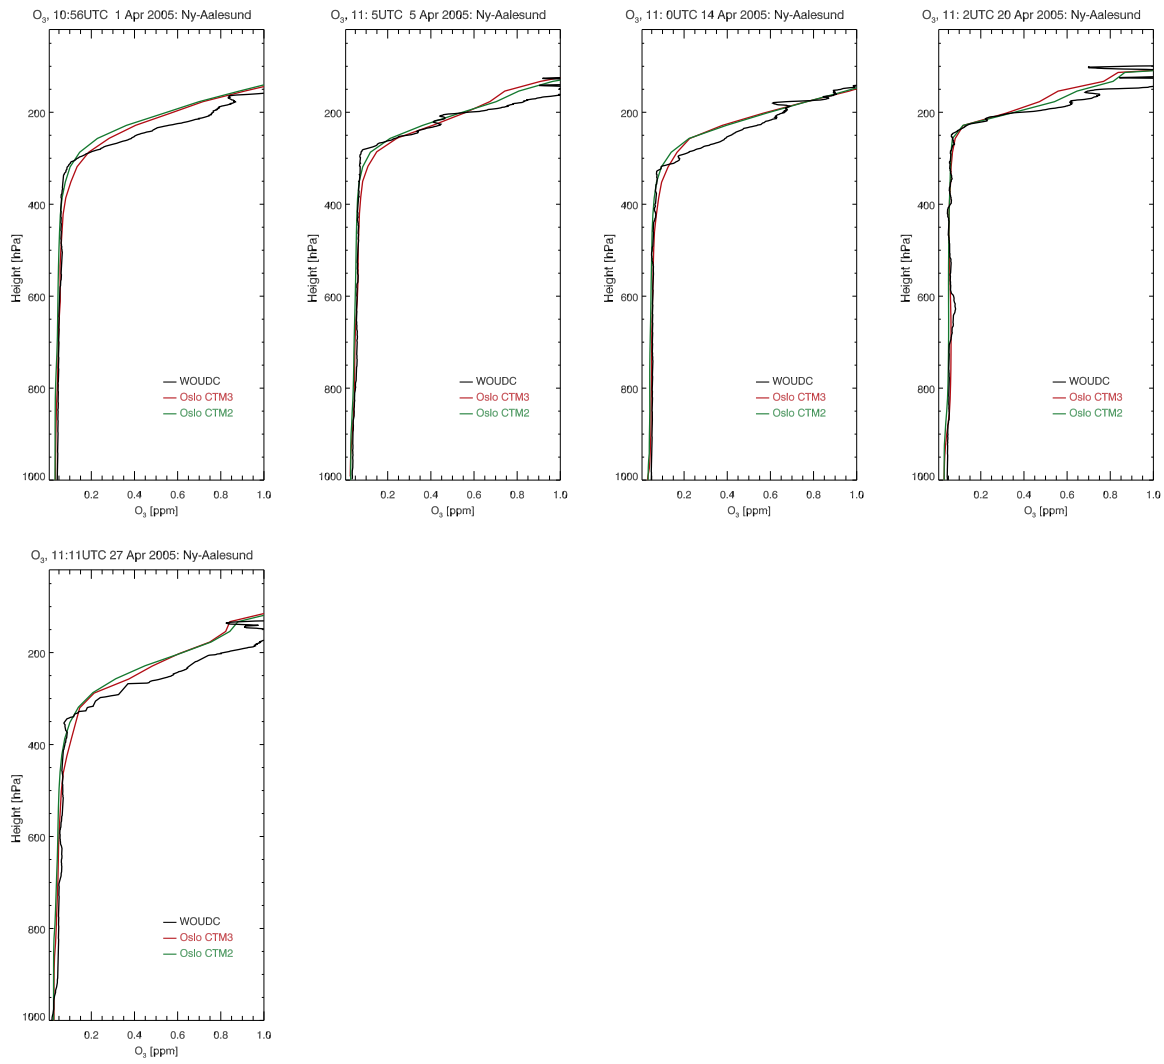 O3, 10:56UTC 1 Apr 2005: Ny-Aalesund
200
400
600
800
1000
Height [hPa]
WOUDC
Oslo CTM3
Oslo CTM2
0.2 0.4 0.6 0.8 1.0
O3 [ppm]
O3, 11: 5UTC 5 Apr 2005: Ny-Aalesund
200
400
600
800
1000
Height [hPa]
WOUDC
Oslo CTM3
Oslo CTM2
0.2 0.4 0.6 0.8 1.0
O3 [ppm]
O3, 11: 0UTC 14 Apr 2005: Ny-Aalesund
200
400
600
800
1000
Height [hPa]
WOUDC
Oslo CTM3
Oslo CTM2
0.2 0.4 0.6 0.8 1.0
O3 [ppm]
O3, 11: 2UTC 20 Apr 2005: Ny-Aalesund
200
400
600
800
1000
Height [hPa]
WOUDC
Oslo CTM3
Oslo CTM2
0.2 0.4 0.6 0.8 1.0
O3 [ppm]
O3, 11:11UTC 27 Apr 2005: Ny-Aalesund
200
400
600
800
1000
Height [hPa]
WOUDC
Oslo CTM3
Oslo CTM2
0.2 0.4 0.6 0.8 1.0
O3 [ppm]